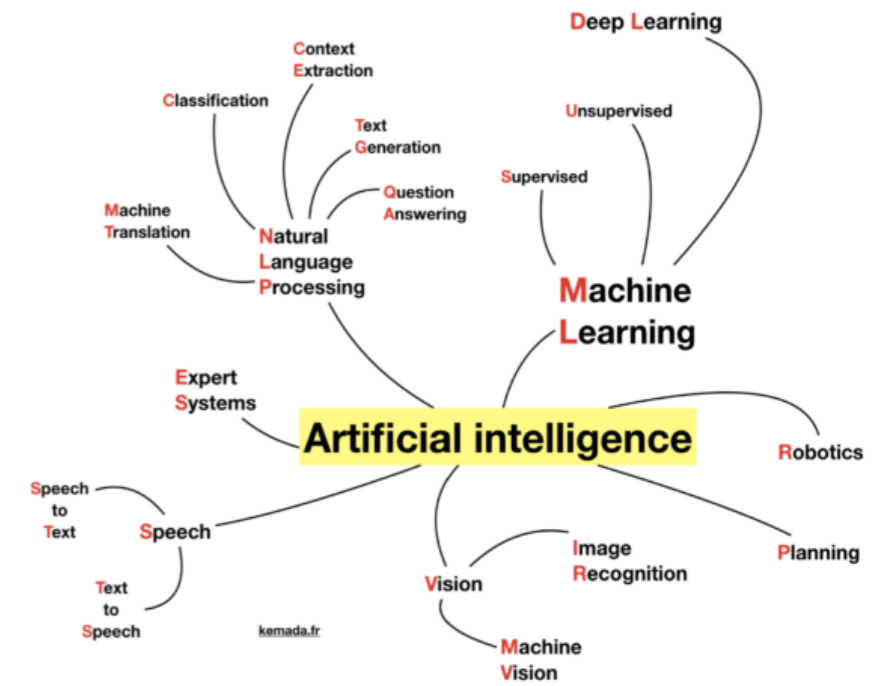 Deep Learning
Context
Extraction
Classification
Unsupervised
Text
Generation
Supervised
Question
Answering
Machine
Translation
Natural
Language
Processing
Machine
Learning
Expert
Systems
Artificial intelligence
Robotics
Speech
to
Text
Speech
Image
Recognition
Planning
Vision
Text
to
Speech
kemada.fr
Machine
Vision